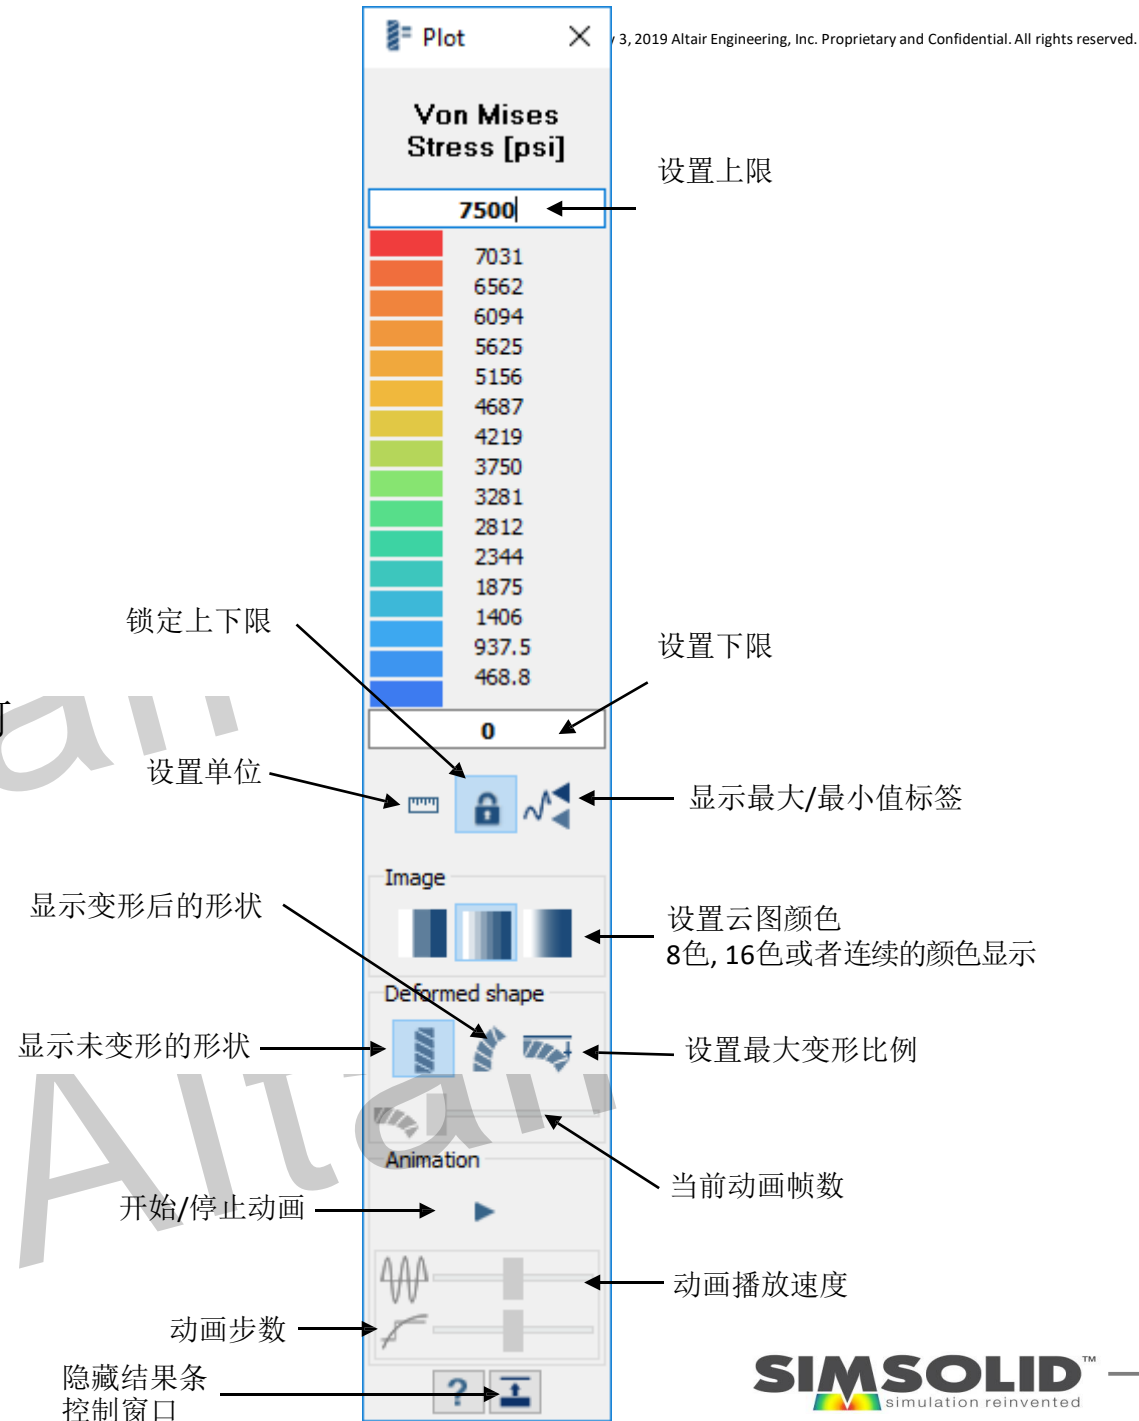 Plot
3, 2019 Altair Engineering, Inc. Proprietary and Confidential. All rights reserved.
Von Mises
Stress [psi]
设置上限
7500
7031
6562
6094
5625
5156
4687
4219
3750
3281
2812
2344
1875
1406
937.5
468.8
锁定上下限
设置下限
0
设置单位
显示最大/最小值标签
Image
显示变形后的形状
设置云图颜色
8色, 16色或者连续的颜色显示
Deformed shape
显示未变形的形状
设置最大变形比例
Altair
Animation
当前动画帧数
开始/停止动画
动画播放速度
动画步数
隐藏结果条
控制窗口
?
SIMSOLID™
simulation reinvented